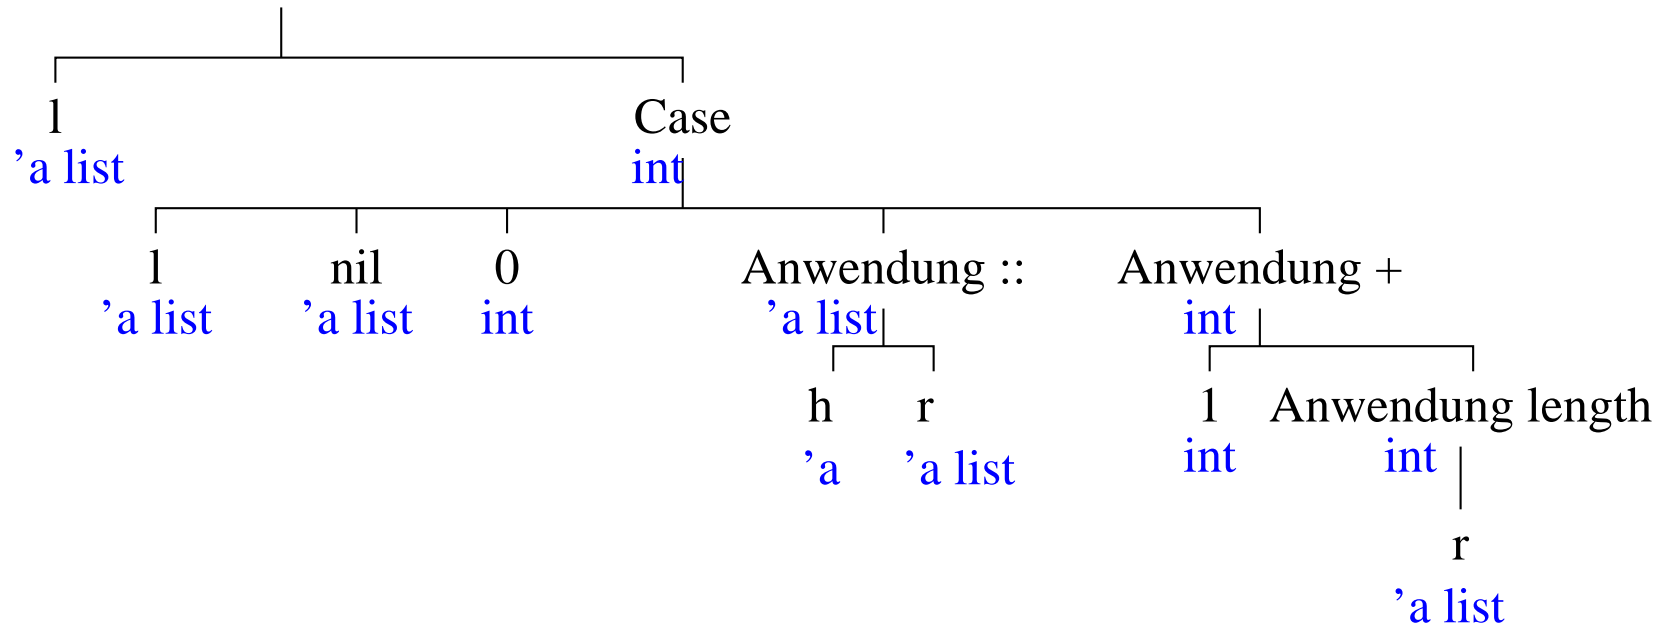 l Case
’a list int
l nil 0 Anwendung :: Anwendung +
’a list ’a list int ’a list int
h r 1 Anwendung length
’a ’a list int int
r
’a list